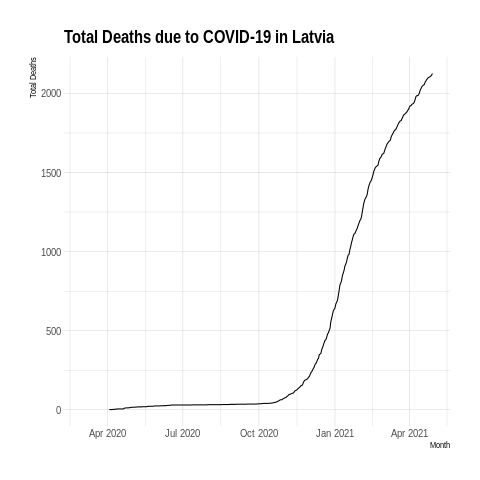 Total Deaths due to COVID-19 in Latvia
Total Deaths
2000
1500
1000
500
0
Apr 2020
Jul 2020
Oct 2020
Jan 2021
Apr 2021
Month